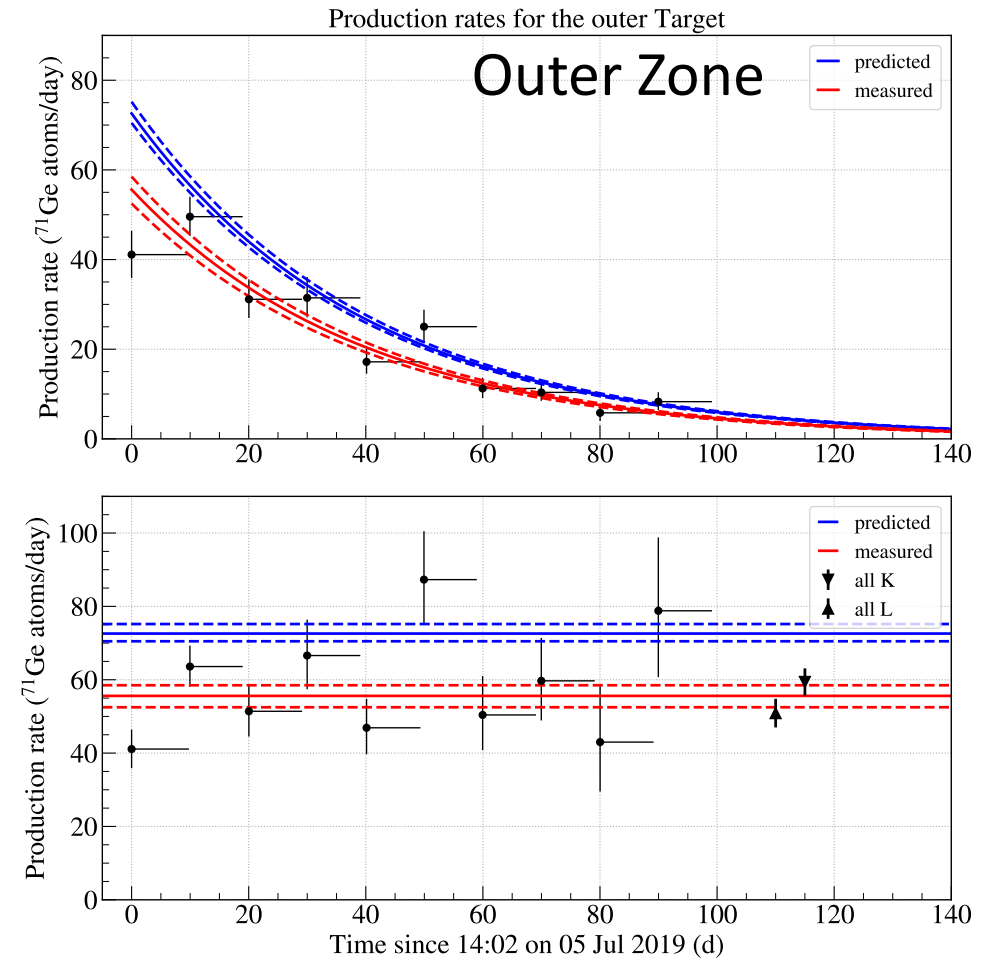 Production rates for the outer Target
Outer Zone
predicted
measured
Production rate (⁷¹Ge atoms/day)
80
60
40
20
0
0 20 40 60 80 100 120 140
predicted
measured
all K
all L
Production rate (⁷¹Ge atoms/day)
100
80
60
40
20
0
0 20 40 60 80 100 120 140
Time since 14:02 on 05 Jul 2019 (d)